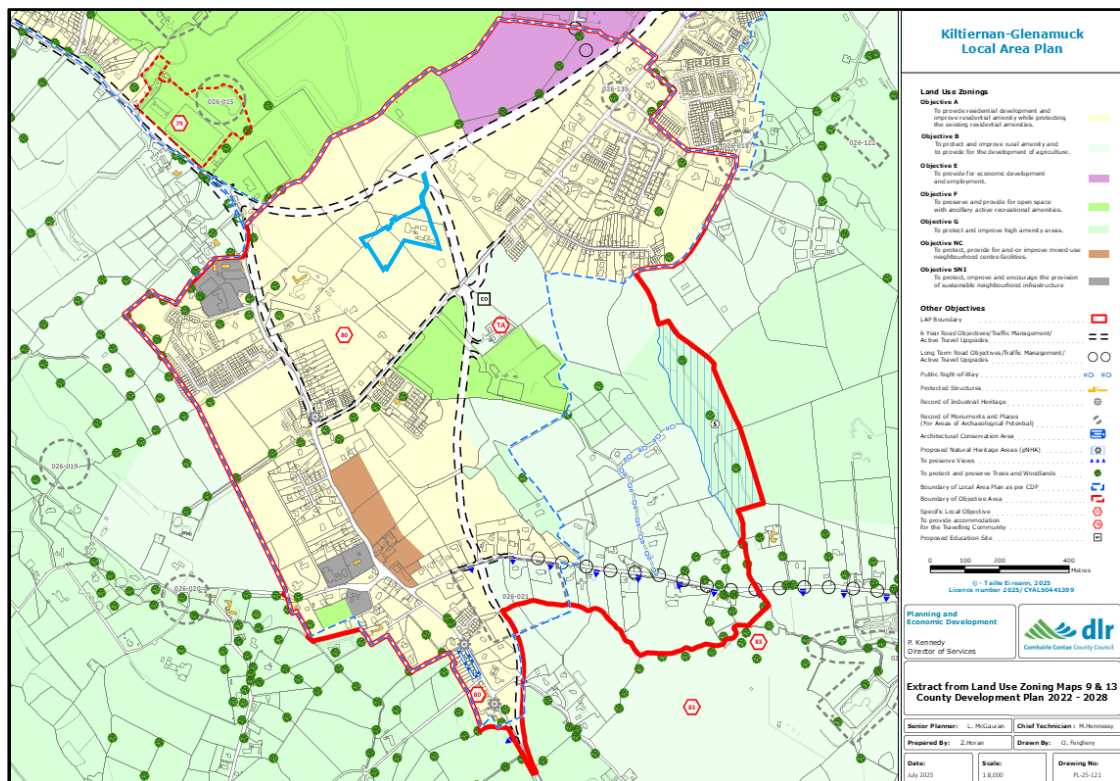 026-015
79
026-135
026-018
026-122
ED
TA
80
6
026-019
026-020
026-021
83
80
83
Kiltiernan-Glenamuck
Local Area Plan
Land Use Zonings
Objective A
To provide residential development and
improve residential amenity while protecting
the existing residential amenities.
Objective B
To protect and improve rural amenity and
to provide for the development of agriculture.
Objective E
To provide for economic development
and employment.
Objective F
To preserve and provide for open space
with ancillary active recreational amenities.
Objective G
To protect and improve high amenity areas.
Objective NC
To protect, provide for and/or improve mixed-use
neighbourhood centre facilities.
Objective SNI
To protect, improve and encourage the provision
of sustainable neighbourhood infrastructure
Other Objectives
LAP Boundary
6 Year Road Objectives/Traffic Management/
Active Travel Upgrades
Long Term Road Objectives/Traffic Management/
Active Travel Upgrades
Public Right-of-Way
Protected Structures
Record of Industrial Heritage
Record of Monuments and Places
(For Areas of Archaeological Potential)
Architectural Conservation Area
Proposed Natural Heritage Areas (pNHA)
To preserve Views
To protect and preserve Trees and Woodlands
Boundary of Local Area Plan as per CDP
Boundary of Objective Area
Specific Local Objective
To provide accommodation
for the Travelling Community
Proposed Education Site
0 100 200 400
Metres
© - Tailte Éireann, 2025
Licence number 2025/ CYAL50441399
Planning and
Economic Development
P. Kennedy
Director of Services
dlr
Comhairle Contae County Council
Extract from Land Use Zoning Maps 9 & 13
County Development Plan 2022 - 2028
Senior Planner: L. McGauran
Chief Technician : M.Hennessy
Prepared By: Z.Horan
Drawn By: O. Feighery
Date:
July 2025
Scale:
1:8,000
Drawing No:
PL-25-121